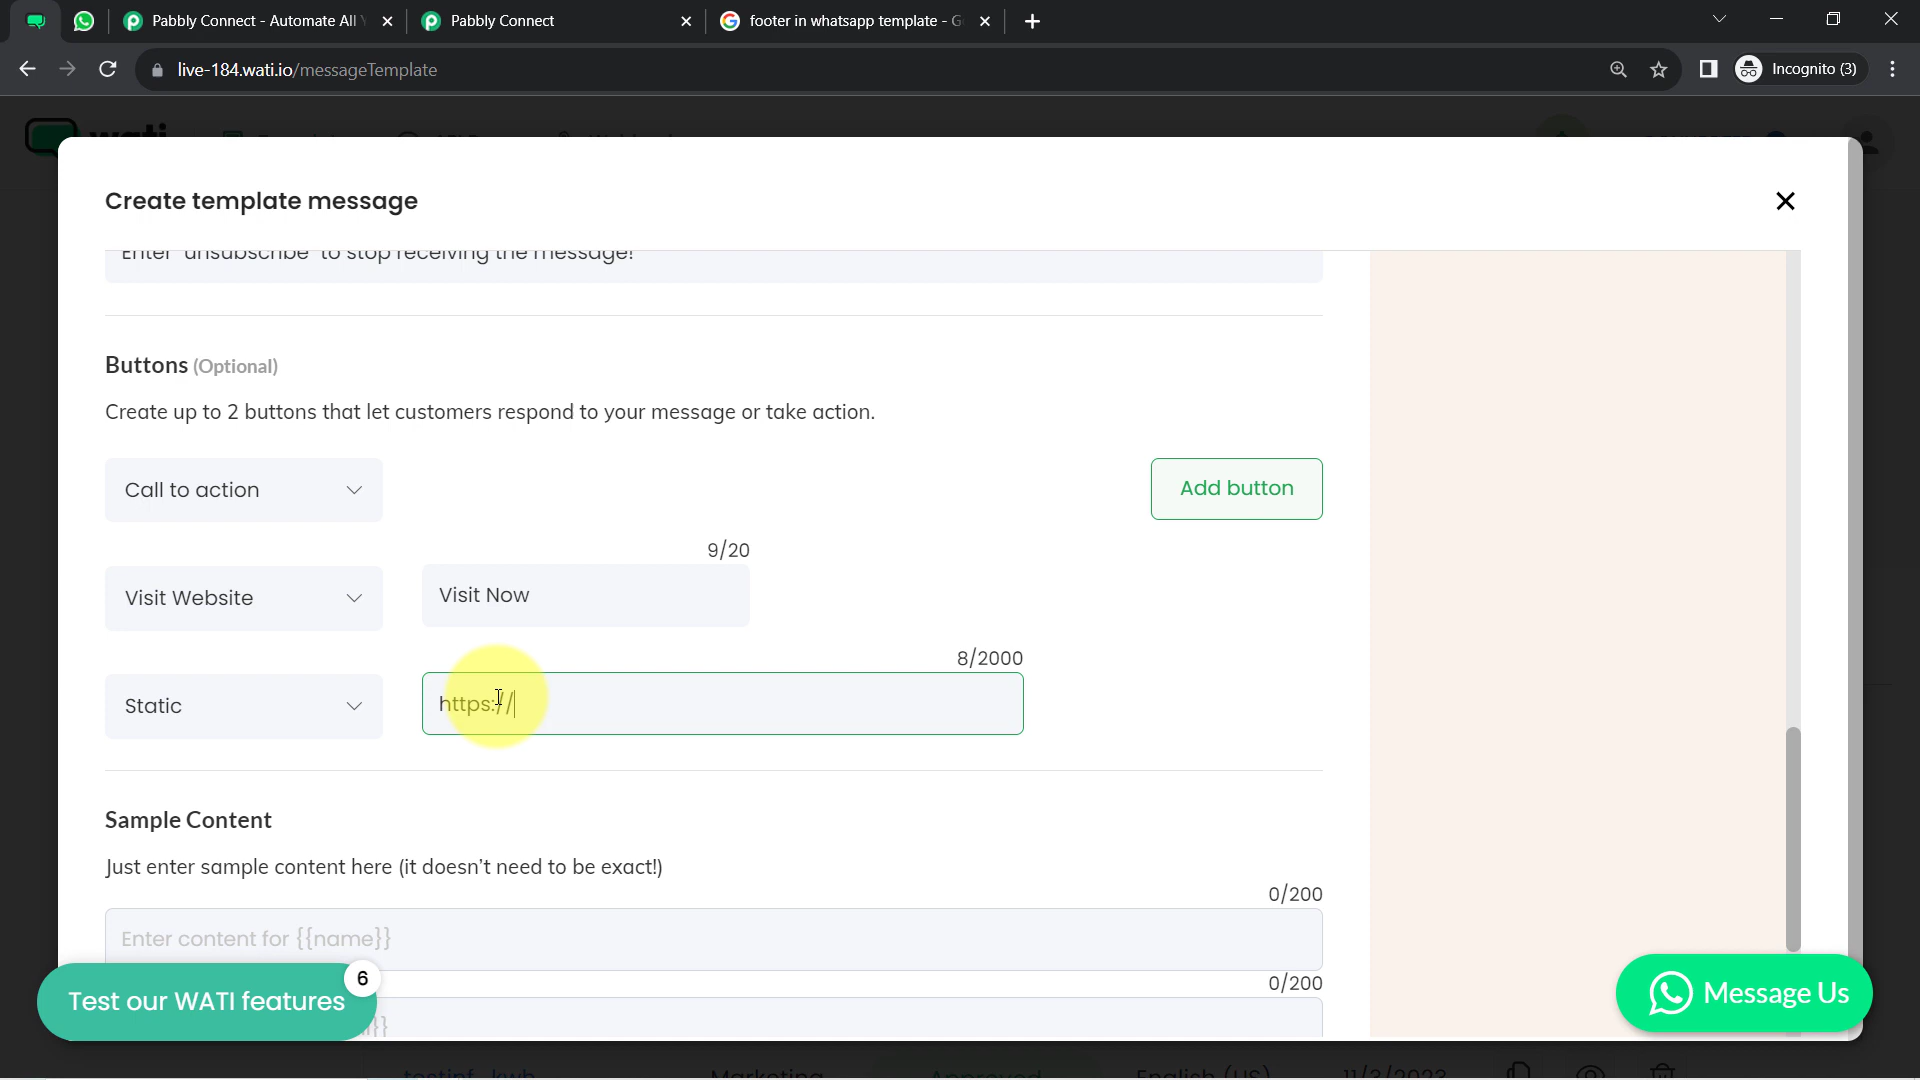 Pabbly Connect - Automate All Y
Pabbly Connect
footer in whatsapp template - G
live-184.wati.io/messageTemplate
Incognito (3)
wati
Create template message
Enter "unsubscribe" to stop receiving the message!
Buttons (Optional)
Create up to 2 buttons that let customers respond to your message or take action.
Call to action
Add button
9/20
Visit Website
Visit Now
8/2000
Static
https://
Sample Content
Just enter sample content here (it doesn't need to be exact!)
0/200
Enter content for {{name}}
0/200
Test our WATI features
6
Message Us
Marketing
Approved
English (US)
11/3/2023